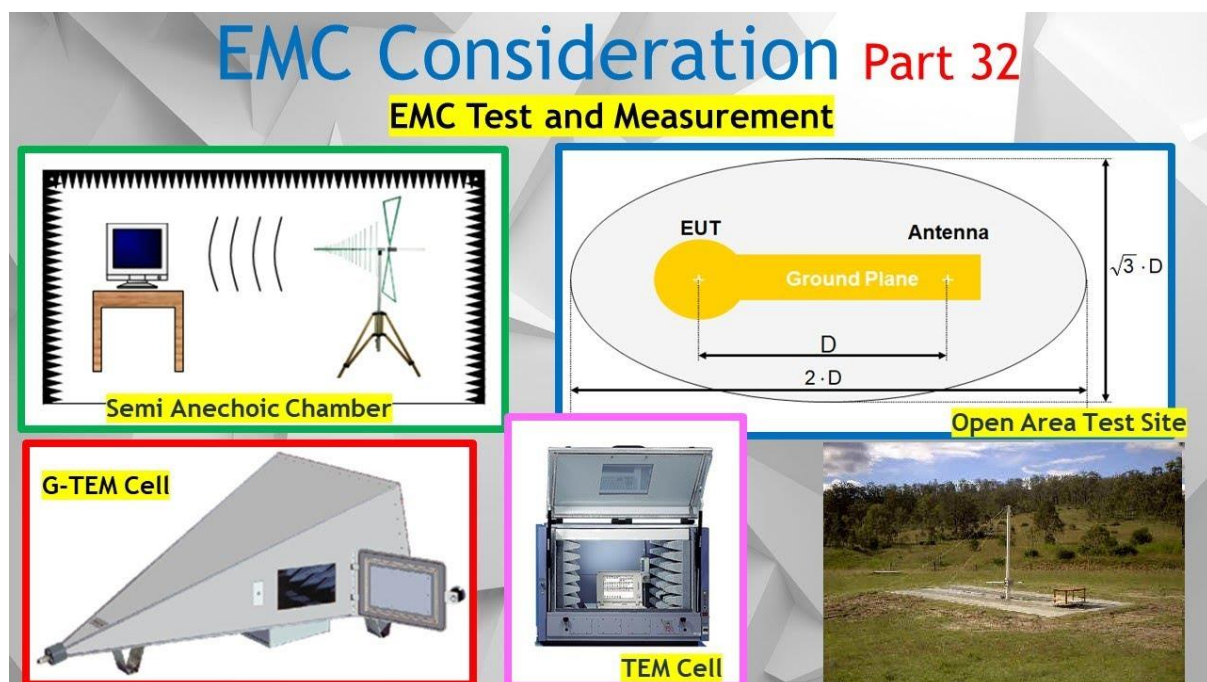 EMC Consideration Part 32
EMC Test and Measurement
Semi Anechoic Chamber
EUT
Antenna
Ground Plane
D
2·D
√3·D
Open Area Test Site
G-TEM Cell
TEM Cell